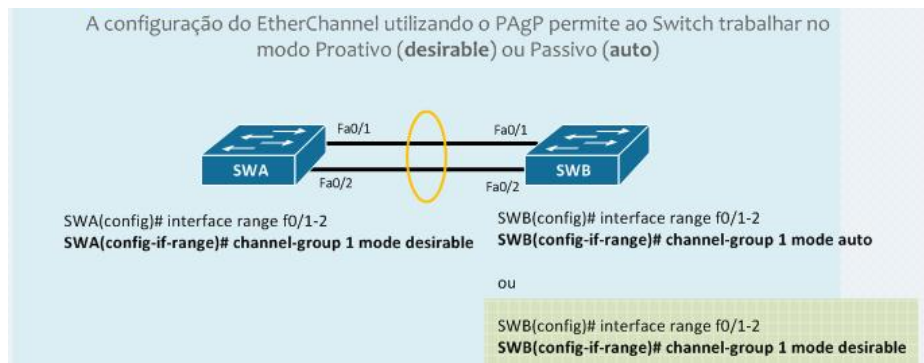 A configuração do EtherChannel utilizando o PAgP permite ao Switch trabalhar no
modo Proativo (desirable) ou Passivo (auto)
Fa0/1
Fa0/1
SWA
SWB
Fa0/2
Fa0/2
SWA(config)# interface range f0/1-2
SWA(config-if-range)# channel-group 1 mode desirable
SWB(config)# interface range f0/1-2
SWB(config-if-range)# channel-group 1 mode auto
ou
SWB(config)# interface range f0/1-2
SWB(config-if-range)# channel-group 1 mode desirable